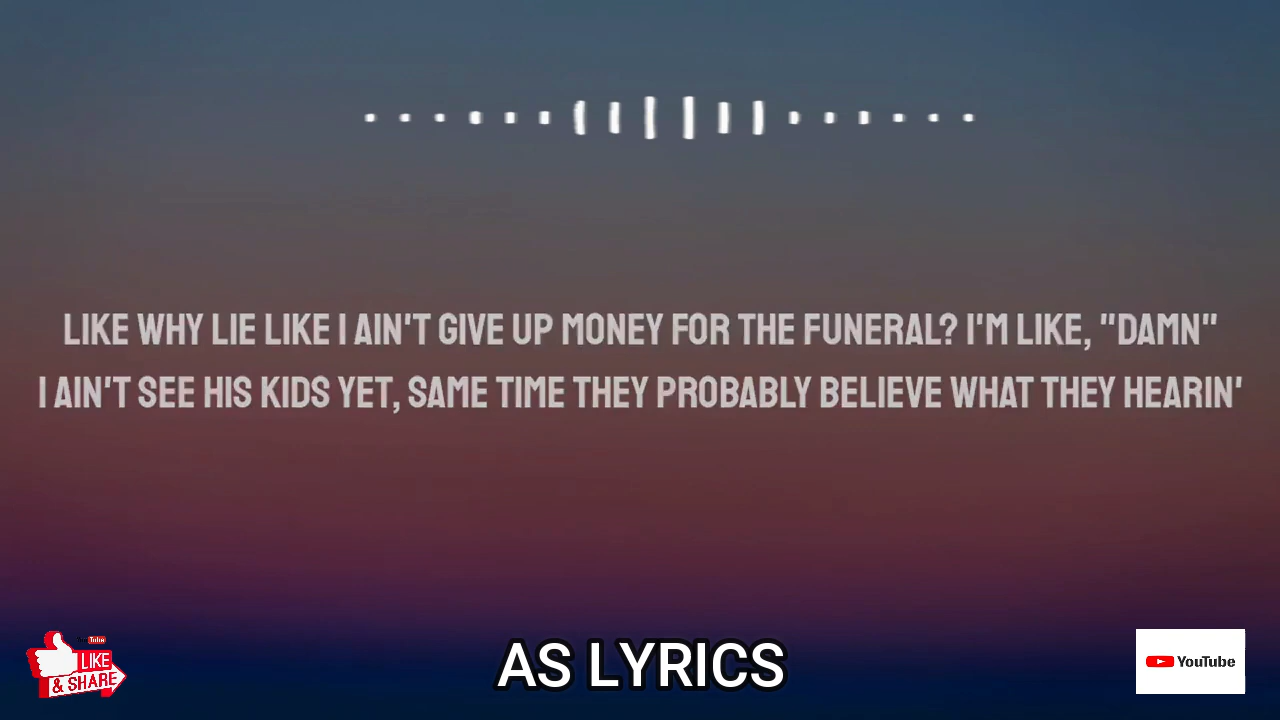 LIKE WHY LIE LIKE I AIN'T GIVE UP MONEY FOR THE FUNERAL? I'M LIKE, "DAMN"
I AIN'T SEE HIS KIDS YET, SAME TIME THEY PROBABLY BELIEVE WHAT THEY HEARIN'
YouTube
LIKE
& SHARE
AS LYRICS
YouTube